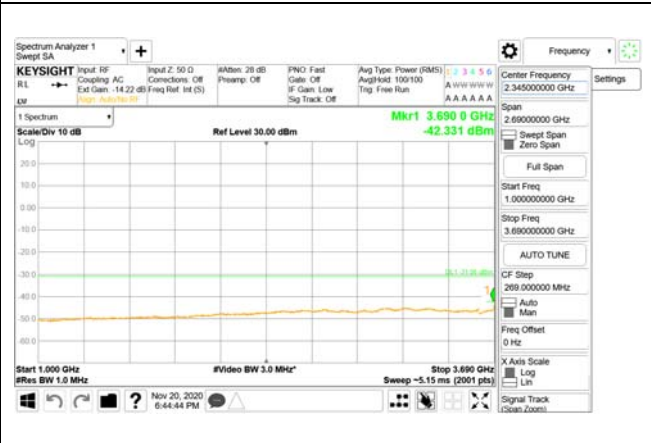 Spectrum Analyzer 1
Swept SA
Frequency
KEYSIGHT
Input: RF
Input Z: 50 Ω
#Atten: 28 dB
PNO: Fast
Avg Type: Power (RMS)
1 2 3 4 5 6
R L
Coupling: AC
Corrections: Off
Preamp: Off
Gate: Off
Avg|Hold: 100/100
A W W W W W
Ext Gain: -14.22 dB
Freq Ref: Int (S)
IF Gain: Low
Trig: Free Run
Align: Auto/No RF
Sig Track: Off
A A A A A A
Settings
1 Spectrum
Scale/Div 10 dB
Ref Level 30.00 dBm
Mkr1 3.690 0 GHz
-42.331 dBm
Log
20.0
10.0
0.00
-10.0
-20.0
-30.0
-40.0
-50.0
-60.0
1
Start 1.000 GHz
#Video BW 3.0 MHz*
Stop 3.690 GHz
#Res BW 1.0 MHz
Sweep ~5.15 ms (2001 pts)
Nov 20, 2020
6:44:44 PM
?
Center Frequency
2.345000000 GHz
Span
2.69000000 GHz
Swept Span
Zero Span
Full Span
Start Freq
1.000000000 GHz
Stop Freq
3.690000000 GHz
AUTO TUNE
CF Step
269.000000 MHz
Auto
Man
Freq Offset
0 Hz
X Axis Scale
Log
Lin
Signal Track
(Span Zoom)